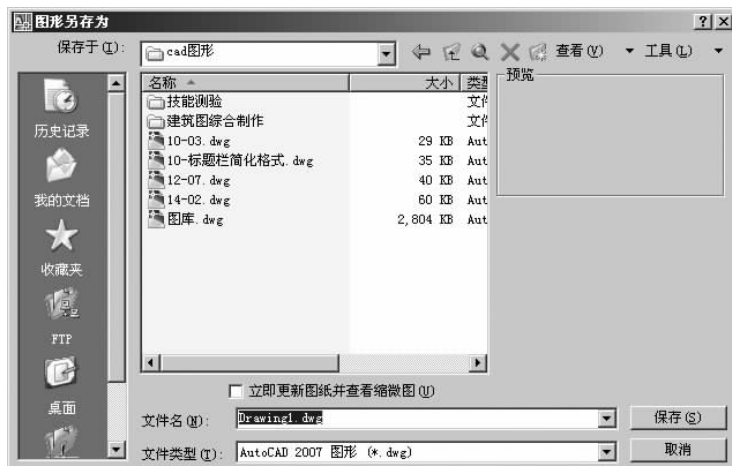 图形另存为
保存于(I): cad图形 查看(V) 工具(L)
历史记录
我的文档
收藏夹
FTP
桌面
名称 大小 类型
技能测验 文件
建筑图综合制作 文件
10-03.dwg 29 KB Aut
10-标题栏简化格式.dwg 35 KB Aut
12-07.dwg 40 KB Aut
14-02.dwg 60 KB Aut
图库.dwg 2,804 KB Aut
预览
立即更新图纸并查看缩微图(U)
文件名(N): Drawing1.dwg 保存(S)
文件类型(T): AutoCAD 2007 图形 (*.dwg) 取消